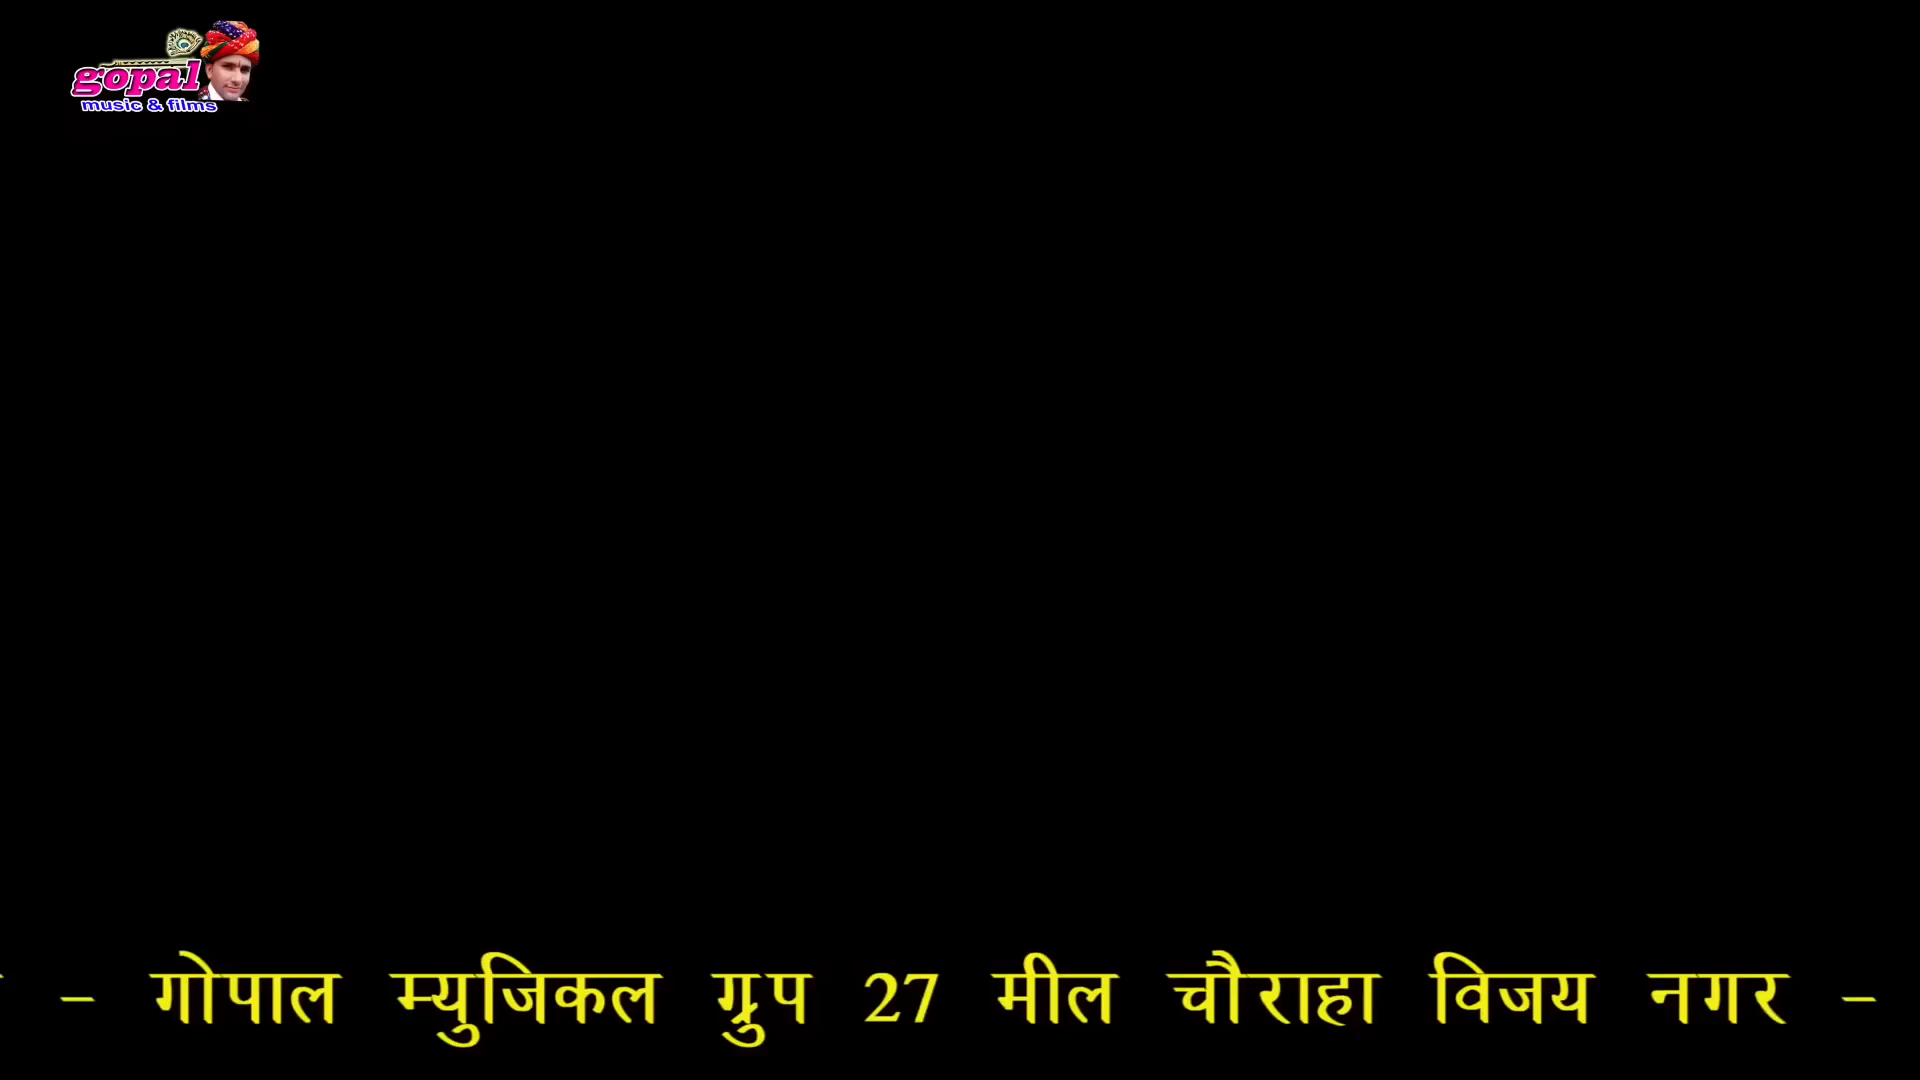 gopal
music & films
- गोपाल म्युजिकल ग्रुप 27 मील चौराहा विजय नगर -